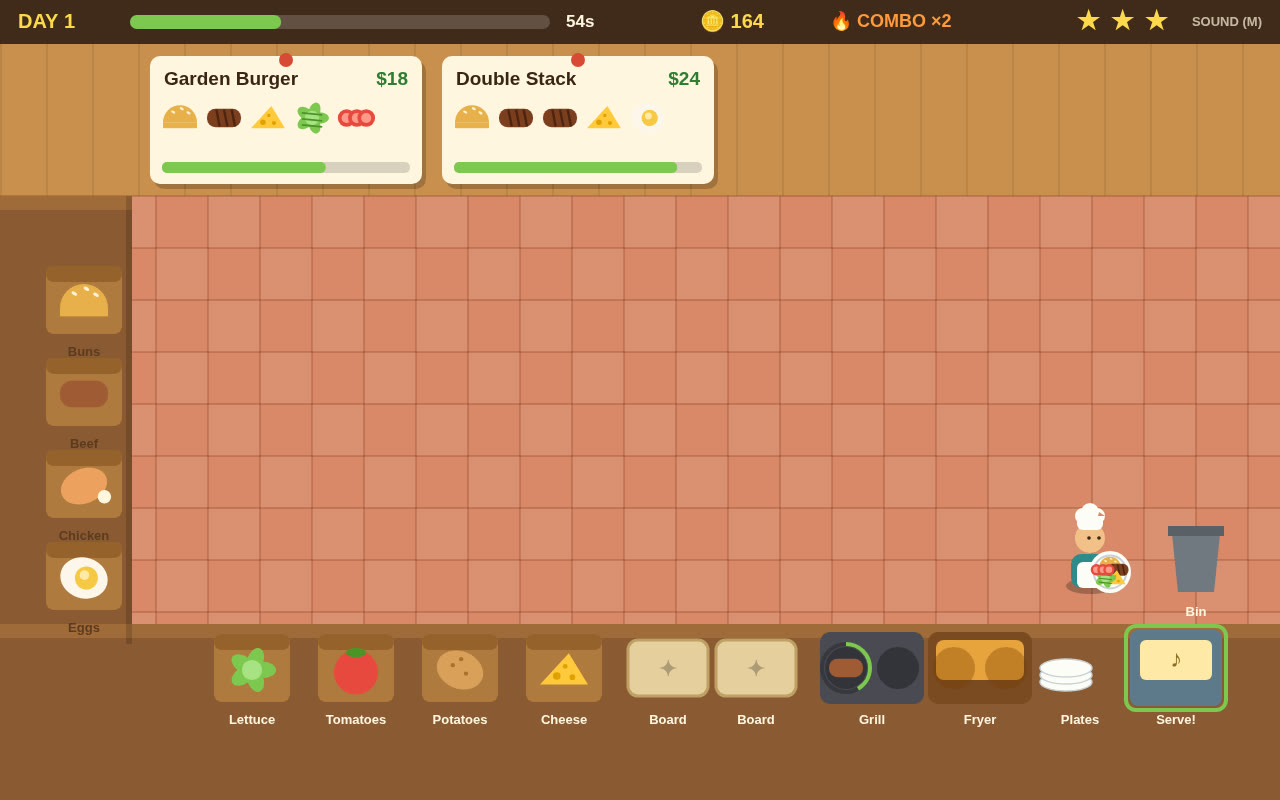 DAY 1
54s
164
COMBO ×2
SOUND (M)
Garden Burger
$18
Double Stack
$24
Buns
Beef
Chicken
Eggs
Bin
Lettuce
Tomatoes
Potatoes
Cheese
Board
Board
Grill
Fryer
Plates
Serve!